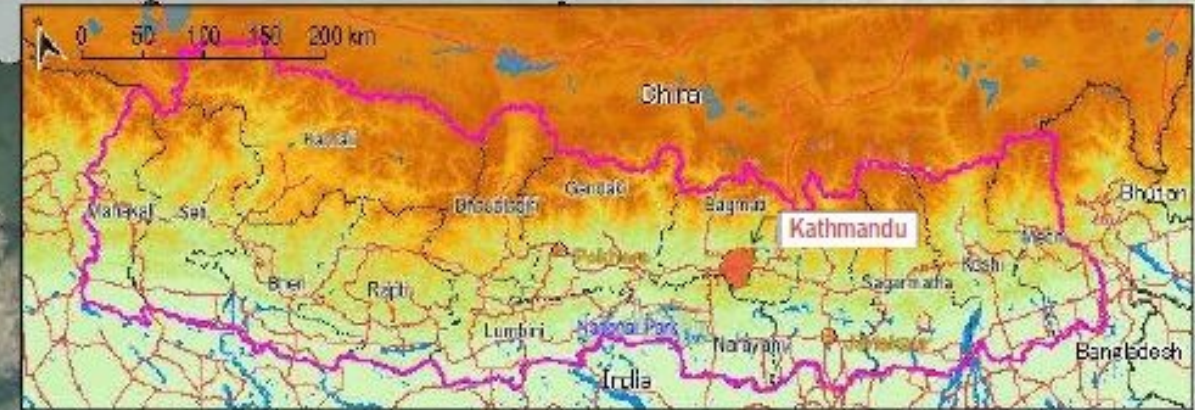 0 50 100 150 200 km
China
Karnali
Gandaki
Dhaulagiri
Bagmati
Bhutan
Mahakali
Seti
Kathmandu
Mechi
Pokhara
Koshi
Bheri
Rapti
Sagarmatha
Lumbini
National Park
Narayani
Bangladesh
India